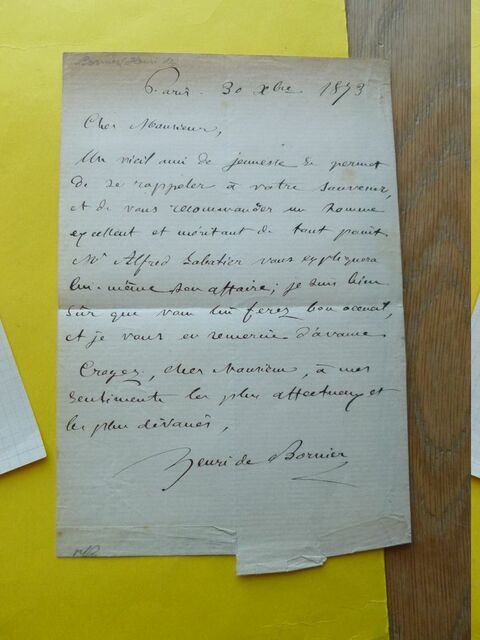 Bornier Henri de
Paris. 30 Xbre 1873
Cher Monsieur,
Un vieil ami de jeunesse se permet
de se rappeler à votre souvenir,
et de vous recommander un homme
excellent et méritant de tout point.
Mr Alfred Sabatier vous expliquera
lui-même son affaire ; je suis bien
sûr que vous lui ferez bon accueil,
et je vous en remercie d'avance
Croyez, cher Monsieur, à mes
sentiments les plus affectueux et
les plus dévoués,
Henri de Bornier